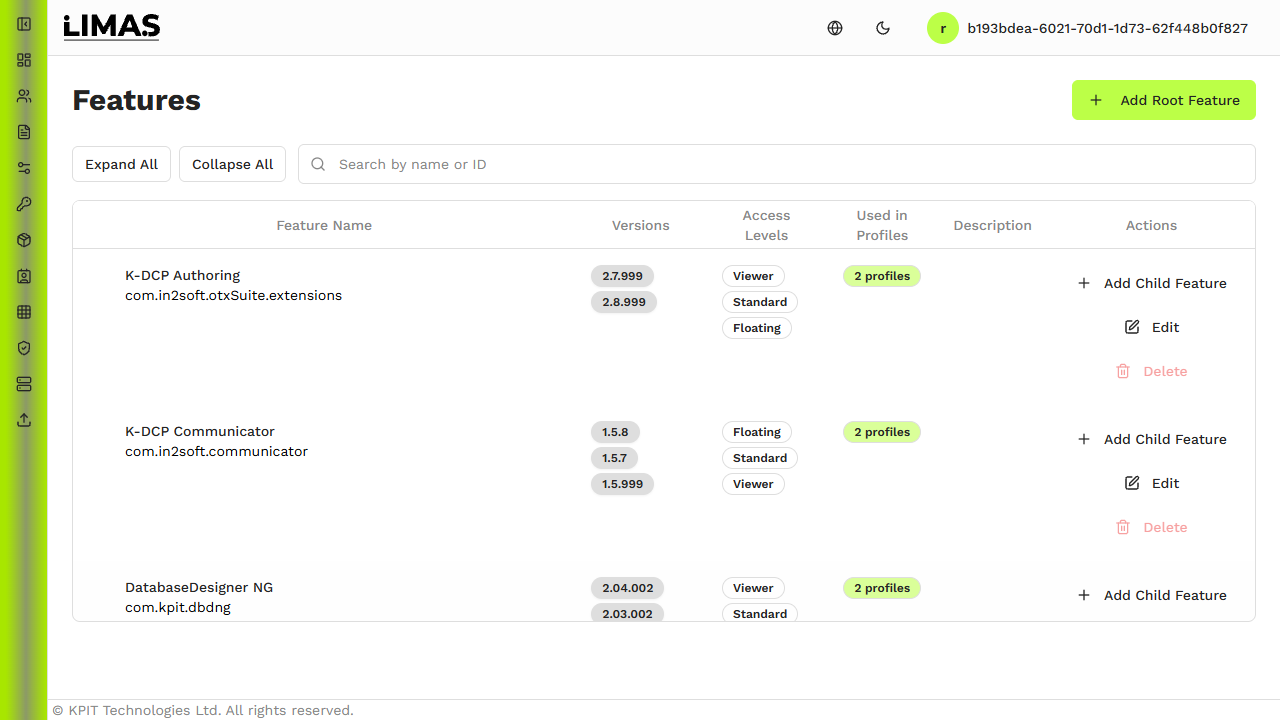 LIMAS
r b193bdea-6021-70d1-1d73-62f448b0f827
Features
Add Root Feature
Expand All
Collapse All
Search by name or ID
Feature Name
Versions
Access
Levels
Used in
Profiles
Description
Actions
K-DCP Authoring
com.in2soft.otxSuite.extensions
2.7.999
2.8.999
Viewer
Standard
Floating
2 profiles
Add Child Feature
Edit
Delete
K-DCP Communicator
com.in2soft.communicator
1.5.8
1.5.7
1.5.999
Floating
Standard
Viewer
2 profiles
Add Child Feature
Edit
Delete
DatabaseDesigner NG
com.kpit.dbdng
2.04.002
2.03.002
Viewer
Standard
2 profiles
Add Child Feature
© KPIT Technologies Ltd. All rights reserved.